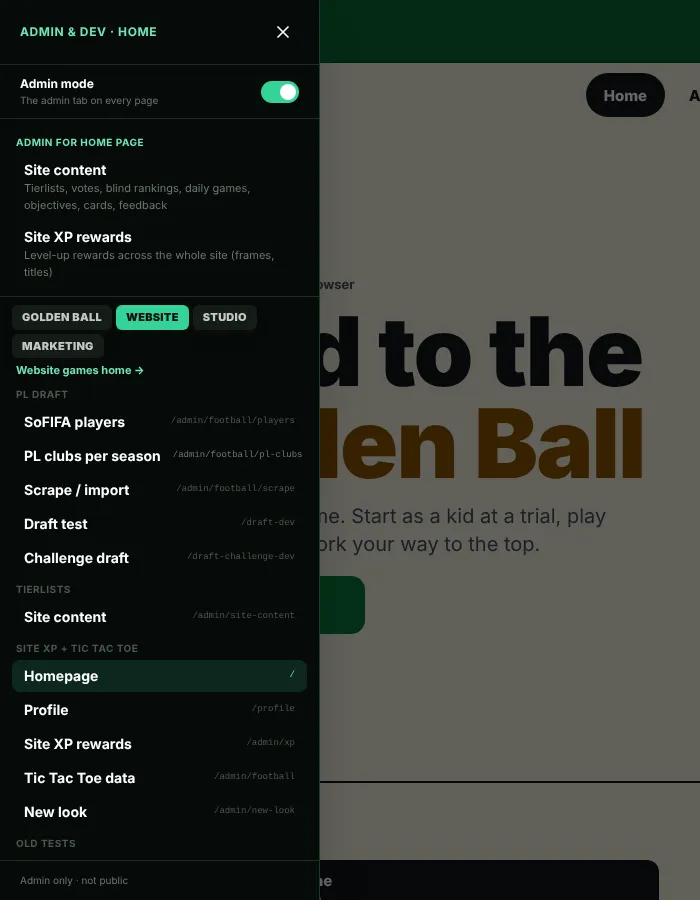 ADMIN & DEV · HOME
Admin mode
The admin tab on every page
ADMIN FOR HOME PAGE
Site content
Tierlists, votes, blind rankings, daily games,
objectives, cards, feedback
Site XP rewards
Level-up rewards across the whole site (frames,
titles)
GOLDEN BALL WEBSITE STUDIO
MARKETING
Website games home →
PL DRAFT
SoFIFA players /admin/football/players
PL clubs per season /admin/football/pl-clubs
Scrape / import /admin/football/scrape
Draft test /draft-dev
Challenge draft /draft-challenge-dev
TIERLISTS
Site content /admin/site-content
SITE XP + TIC TAC TOE
Homepage /
Profile /profile
Site XP rewards /admin/xp
Tic Tac Toe data /admin/football
New look /admin/new-look
OLD TESTS
Admin only · not public
Home A
owser
d to the
len Ball
ne. Start as a kid at a trial, play
ork your way to the top.
ne